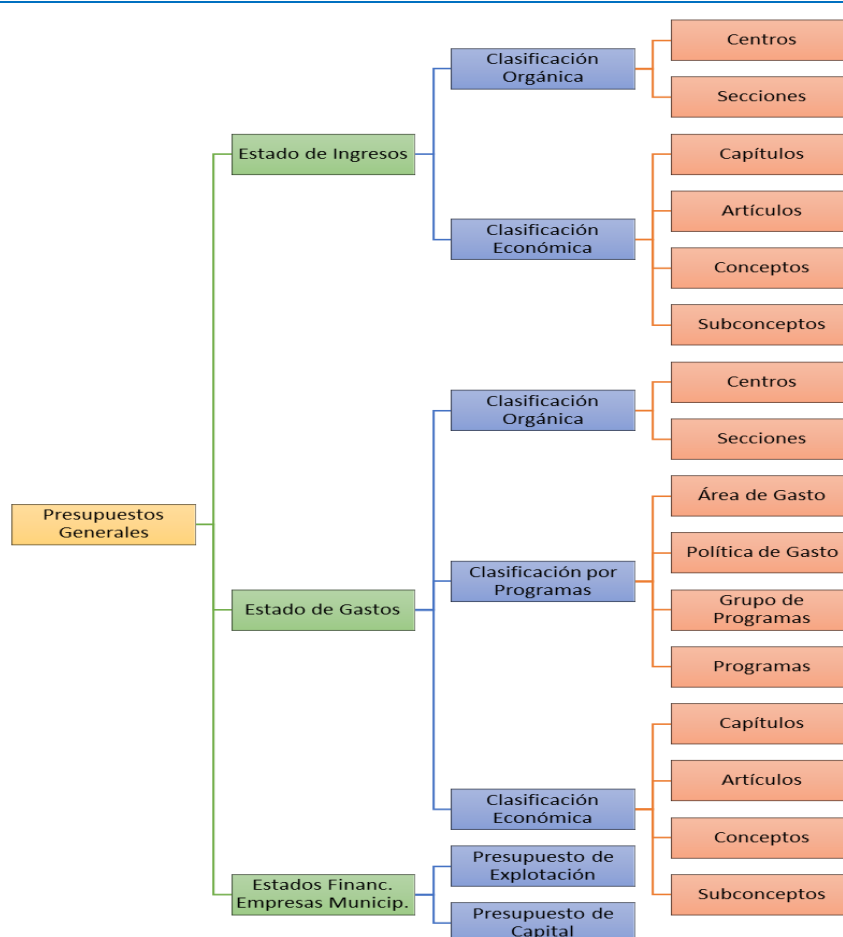 Presupuestos
Generales
Estado de Ingresos
Clasificación
Orgánica
Centros
Secciones
Clasificación
Económica
Capítulos
Artículos
Conceptos
Subconceptos
Estado de Gastos
Clasificación
Orgánica
Centros
Secciones
Clasificación por
Programas
Área de Gasto
Política de Gasto
Grupo de
Programas
Programas
Clasificación
Económica
Capítulos
Artículos
Conceptos
Subconceptos
Estados Financ.
Empresas Municip.
Presupuesto de
Explotación
Presupuesto de
Capital